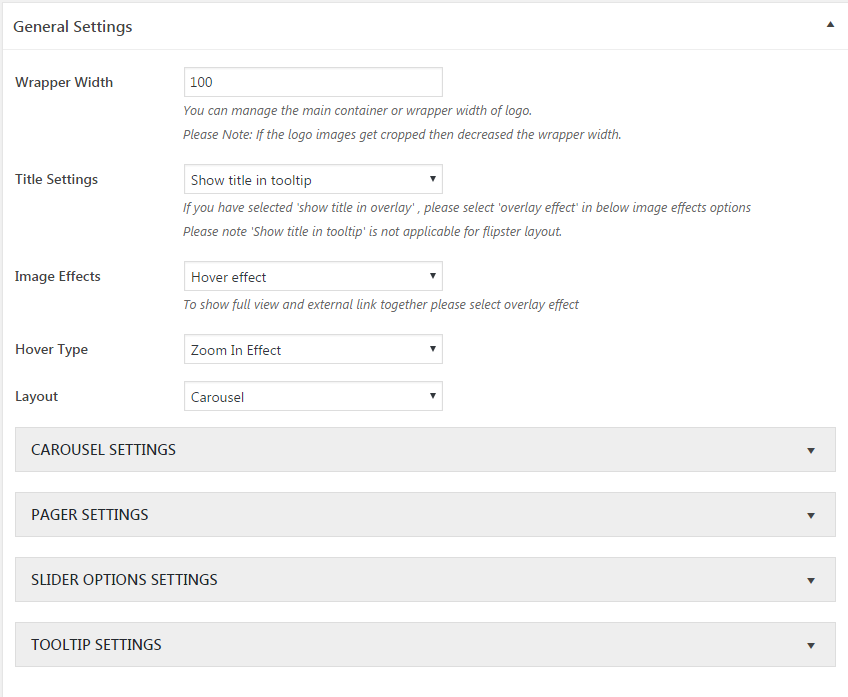 General Settings
Wrapper Width
100
You can manage the main container or wrapper width of logo.
Please Note: If the logo images get cropped then decreased the wrapper width.
Title Settings
Show title in tooltip
If you have selected 'show title in overlay' , please select 'overlay effect' in below image effects options
Please note 'Show title in tooltip' is not applicable for flipster layout.
Image Effects
Hover effect
To show full view and external link together please select overlay effect
Hover Type
Zoom In Effect
Layout
Carousel
CAROUSEL SETTINGS
PAGER SETTINGS
SLIDER OPTIONS SETTINGS
TOOLTIP SETTINGS